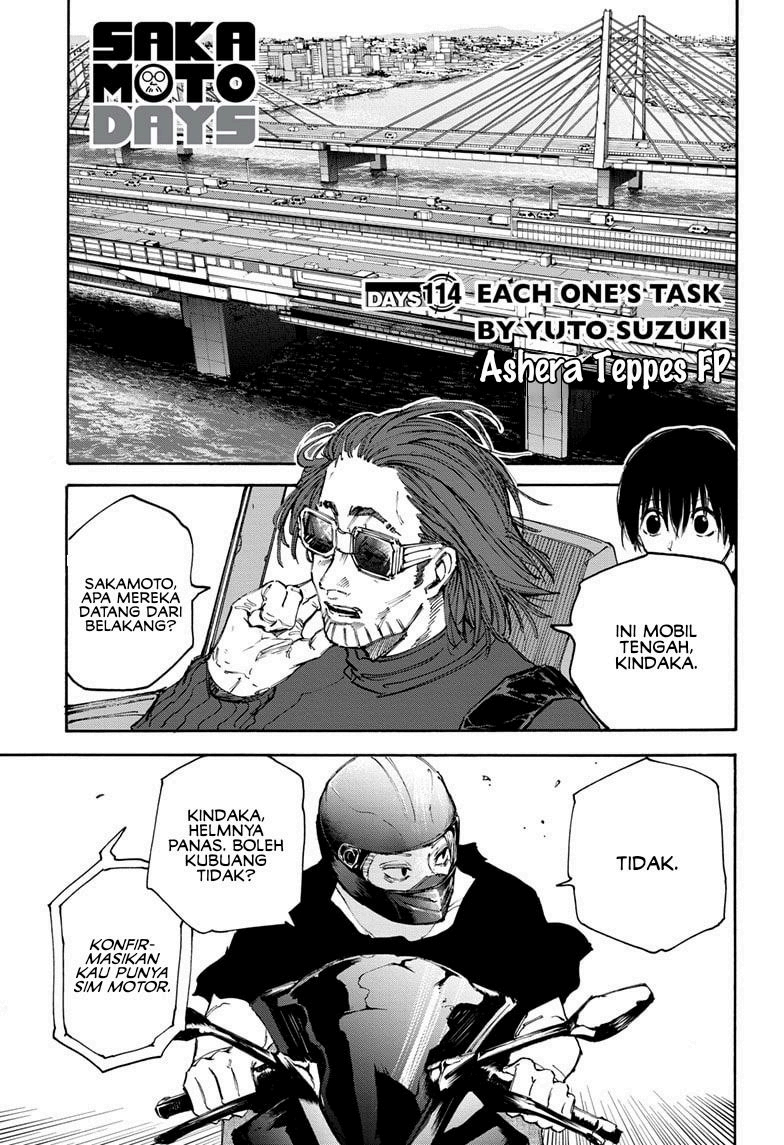 SAKA
MOTO
DAYS
DAYS 114 EACH ONE'S TASK
BY YUTO SUZUKI
Ashera Teppes FP
INI MOBIL
TENGAH,
KINDAKA.
SAKAMOTO,
APA MEREKA
DATANG DARI
BELAKANG?
TIDAK.
KINDAKA,
HELMNYA
PANAS. BOLEH
KUBUANG
TIDAK?
KONFIR-
MASIKAN
KAU PUNYA
SIM MOTOR.